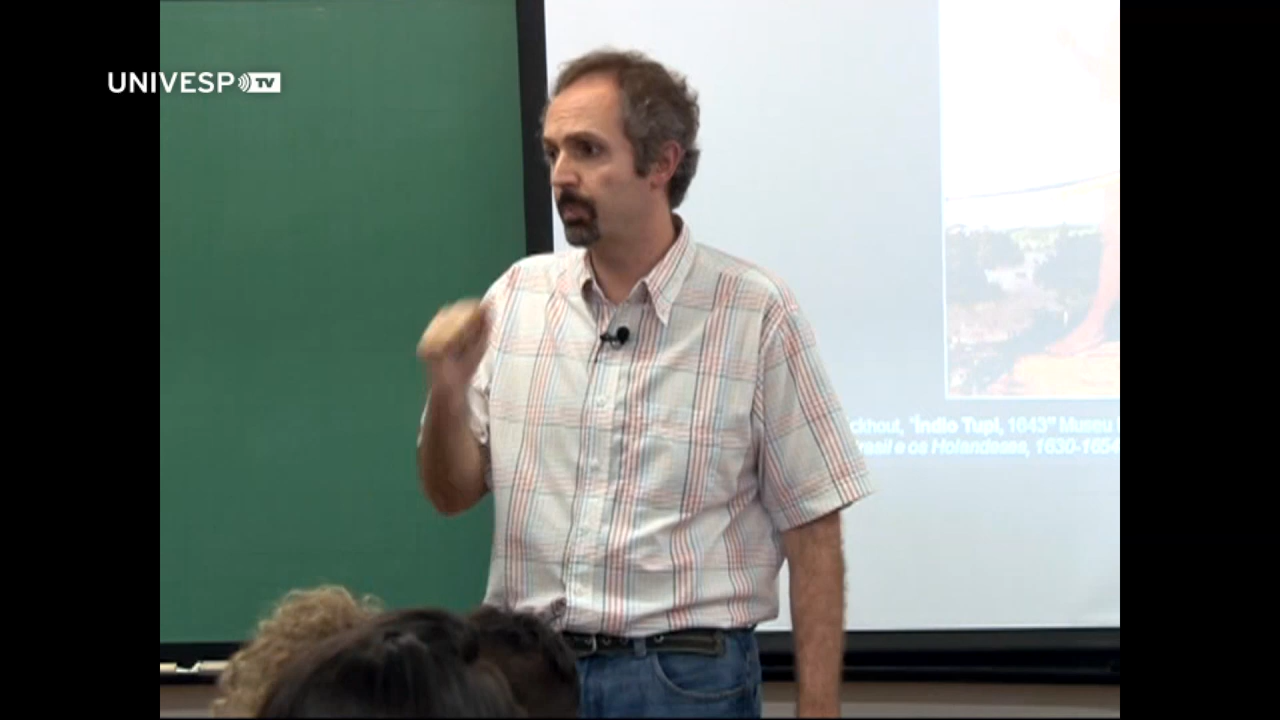 UNIVESP TV
ckhout, "Índio Tupi, 1643" Museu
rasil e os Holandeses, 1630-1654